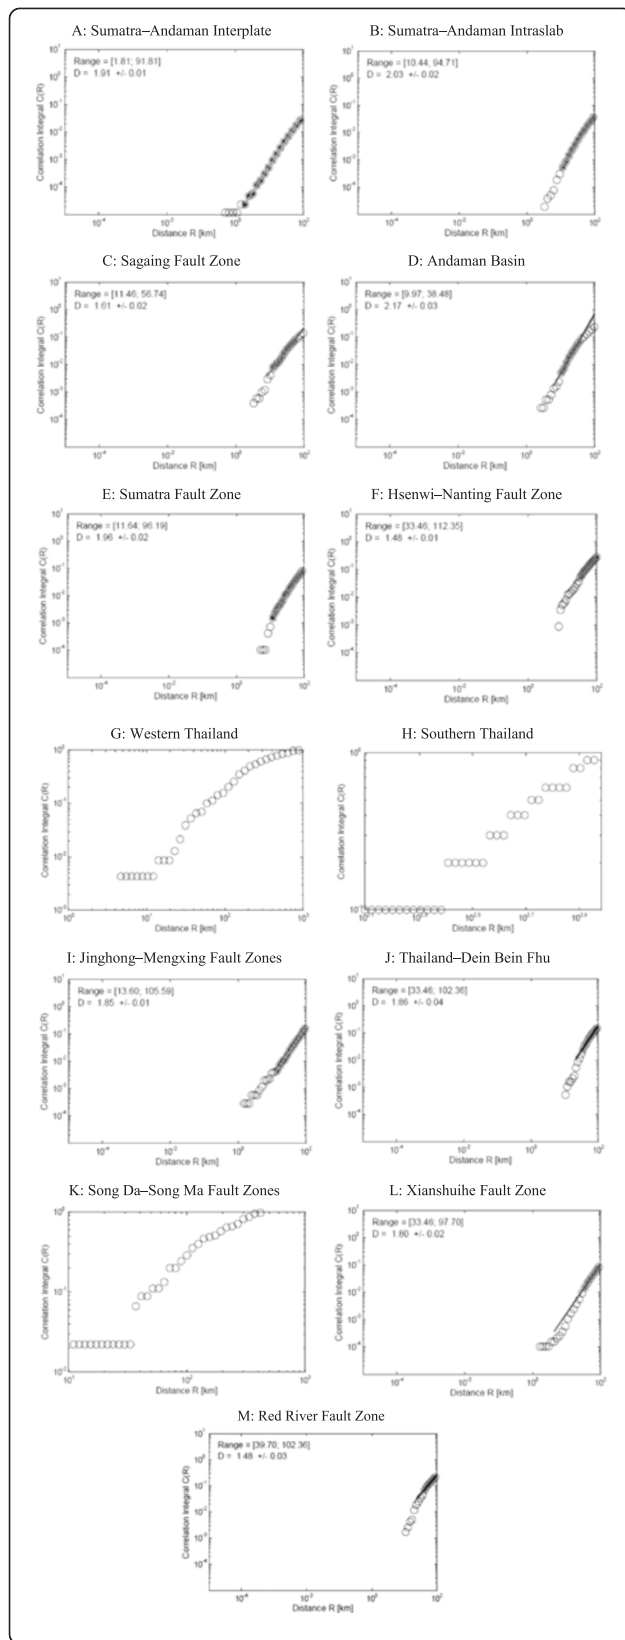 A: Sumatra–Andaman Interplate
Range = [1.81; 91.81]
D = 1.91 +/- 0.01
Correlation Integral C(R)
Distance R [km]
B: Sumatra–Andaman Intraslab
Range = [10.44; 94.71]
D = 2.03 +/- 0.02
Correlation Integral C(R)
Distance R [km]
C: Sagaing Fault Zone
Range = [11.46; 56.74]
D = 1.61 +/- 0.02
Correlation Integral C(R)
Distance R [km]
D: Andaman Basin
Range = [9.97; 38.48]
D = 2.17 +/- 0.03
Correlation Integral C(R)
Distance R [km]
E: Sumatra Fault Zone
Range = [11.64; 96.19]
D = 1.96 +/- 0.02
Correlation Integral C(R)
Distance R [km]
F: Hsenwi–Nanting Fault Zone
Range = [33.46; 112.35]
D = 1.48 +/- 0.01
Correlation Integral C(R)
Distance R [km]
G: Western Thailand
Correlation Integral C(R)
Distance R [km]
H: Southern Thailand
Correlation Integral C(R)
Distance R [km]
I: Jinghong–Mengxing Fault Zones
Range = [13.60; 105.59]
D = 1.85 +/- 0.01
Correlation Integral C(R)
Distance R [km]
J: Thailand–Dein Bein Fhu
Range = [33.46; 102.36]
D = 1.86 +/- 0.04
Correlation Integral C(R)
Distance R [km]
K: Song Da–Song Ma Fault Zones
Correlation Integral C(R)
Distance R [km]
L: Xianshuihe Fault Zone
Range = [33.46; 97.70]
D = 1.80 +/- 0.02
Correlation Integral C(R)
Distance R [km]
M: Red River Fault Zone
Range = [39.70; 102.36]
D = 1.48 +/- 0.03
Correlation Integral C(R)
Distance R [km]